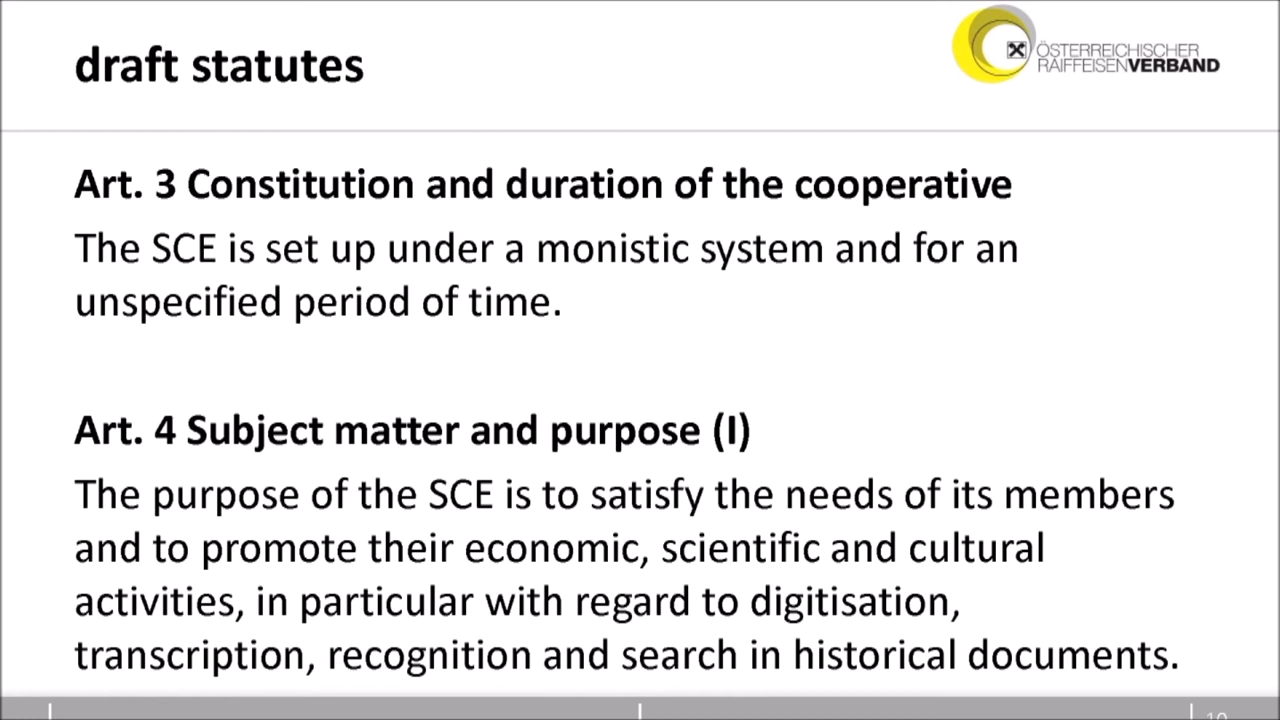 draft statutes
ÖSTERREICHISCHER
RAIFFEISENVERBAND
Art. 3 Constitution and duration of the cooperative
The SCE is set up under a monistic system and for an
unspecified period of time.
Art. 4 Subject matter and purpose (I)
The purpose of the SCE is to satisfy the needs of its members
and to promote their economic, scientific and cultural
activities, in particular with regard to digitisation,
transcription, recognition and search in historical documents.